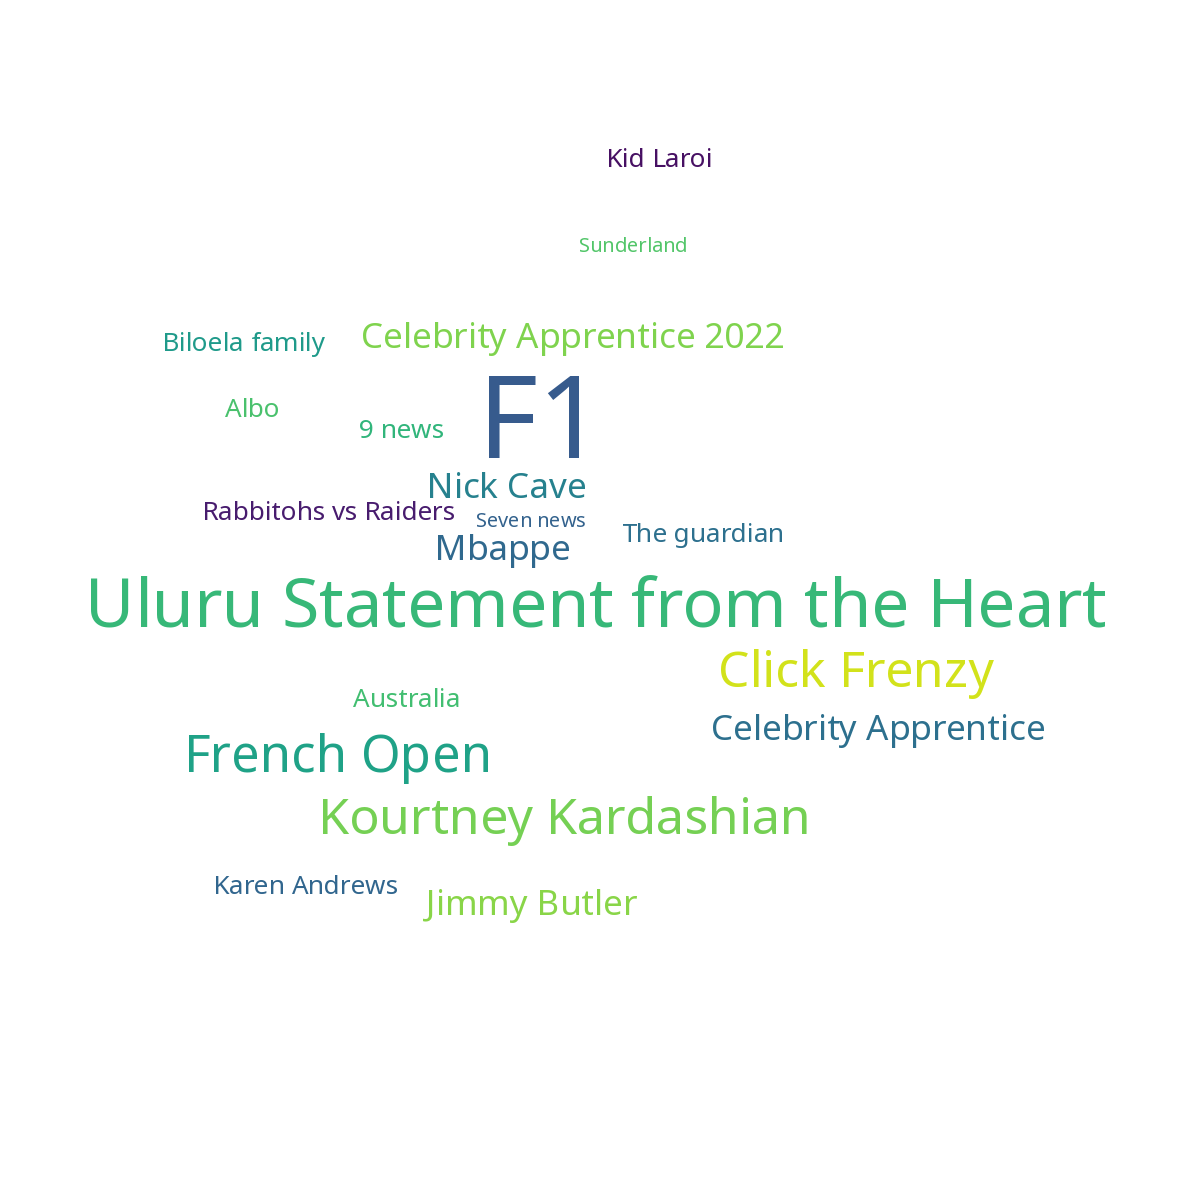 Kid Laroi
Sunderland
Celebrity Apprentice 2022
Biloela family
F1
Albo
9 news
Nick Cave
Rabbitohs vs Raiders
Seven news
The guardian
Mbappe
Uluru Statement from the Heart
Click Frenzy
Australia
Celebrity Apprentice
French Open
Kourtney Kardashian
Karen Andrews
Jimmy Butler